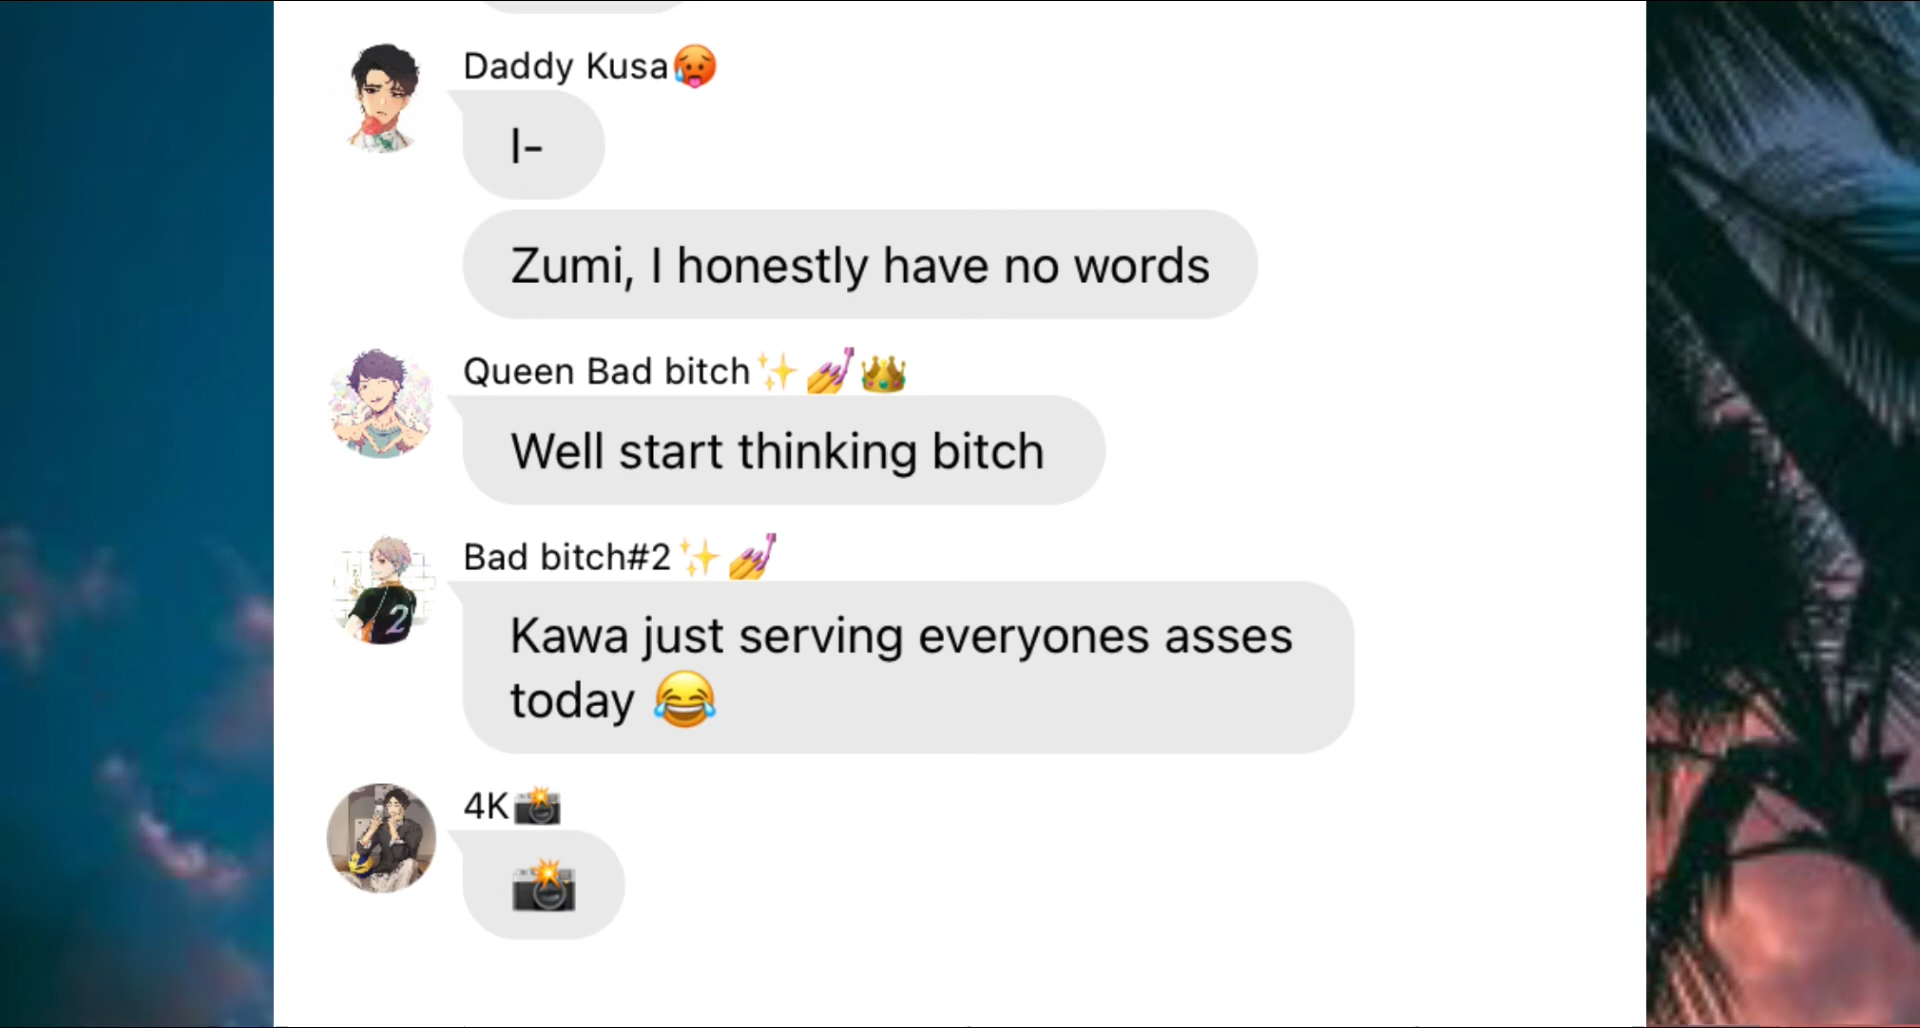 Daddy Kusa🥵
I-
Zumi, I honestly have no words
Queen Bad bitch✨💅👑
Well start thinking bitch
Bad bitch#2✨💅
Kawa just serving everyones asses
today 😂
2
4K📸
📸